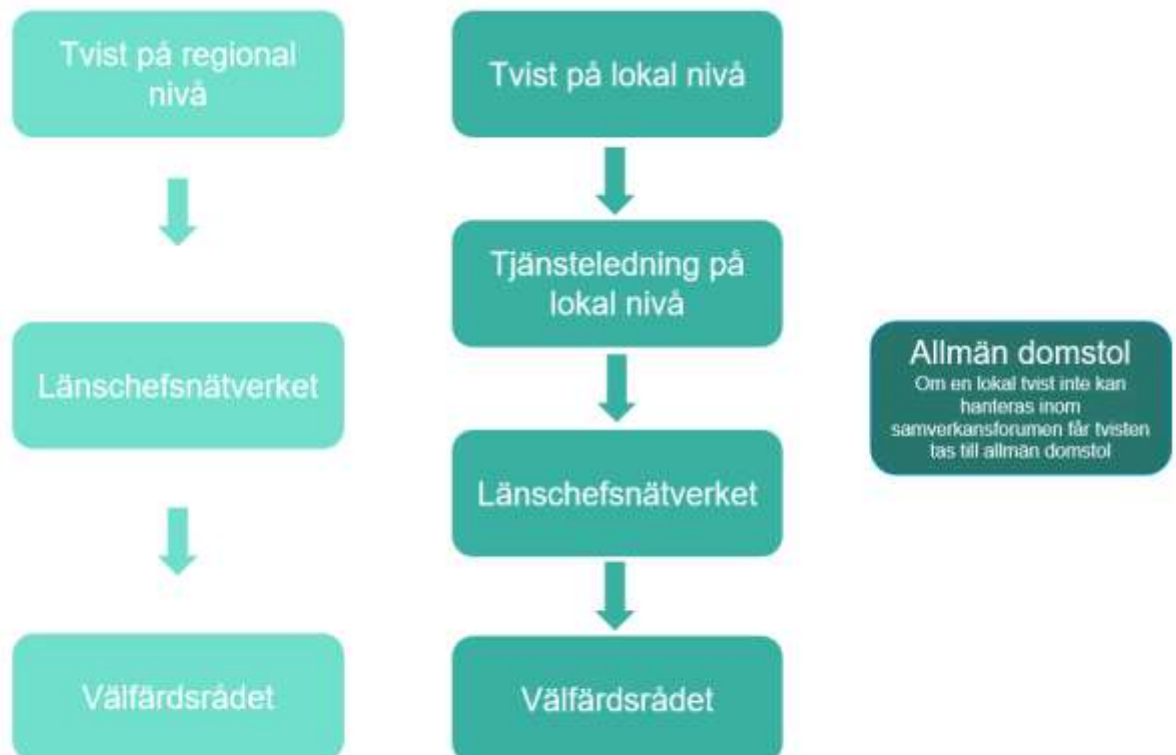 Tvist på regional
nivå
Länschefsnätverket
Välfärdsrådet
Tvist på lokal nivå
Tjänsteledning på
lokal nivå
Länschefsnätverket
Välfärdsrådet
Allmän domstol
Om en lokal tvist inte kan
hanteras inom
samverkansforumen får tvisten
tas till allmän domstol